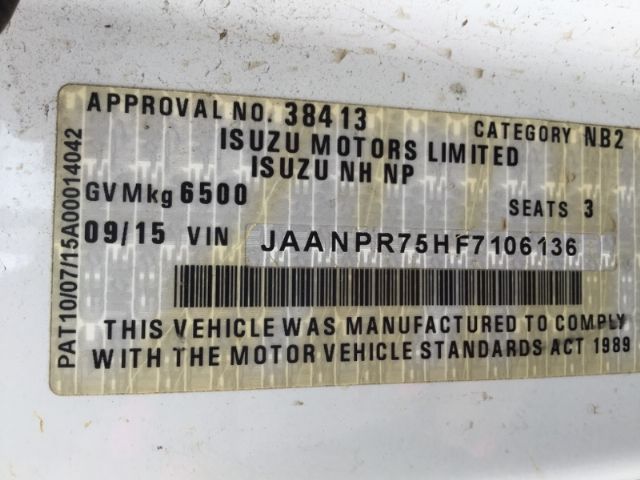 APPROVAL NO. 38413
CATEGORY NB2
ISUZU MOTORS LIMITED
ISUZU NH NP
GVMkg 6500
SEATS 3
09/15 VIN JAANPR75HF7106136
THIS VEHICLE WAS MANUFACTURED TO COMPLY
WITH THE MOTOR VEHICLE STANDARDS ACT 1989
PAT10/07/15A00014042